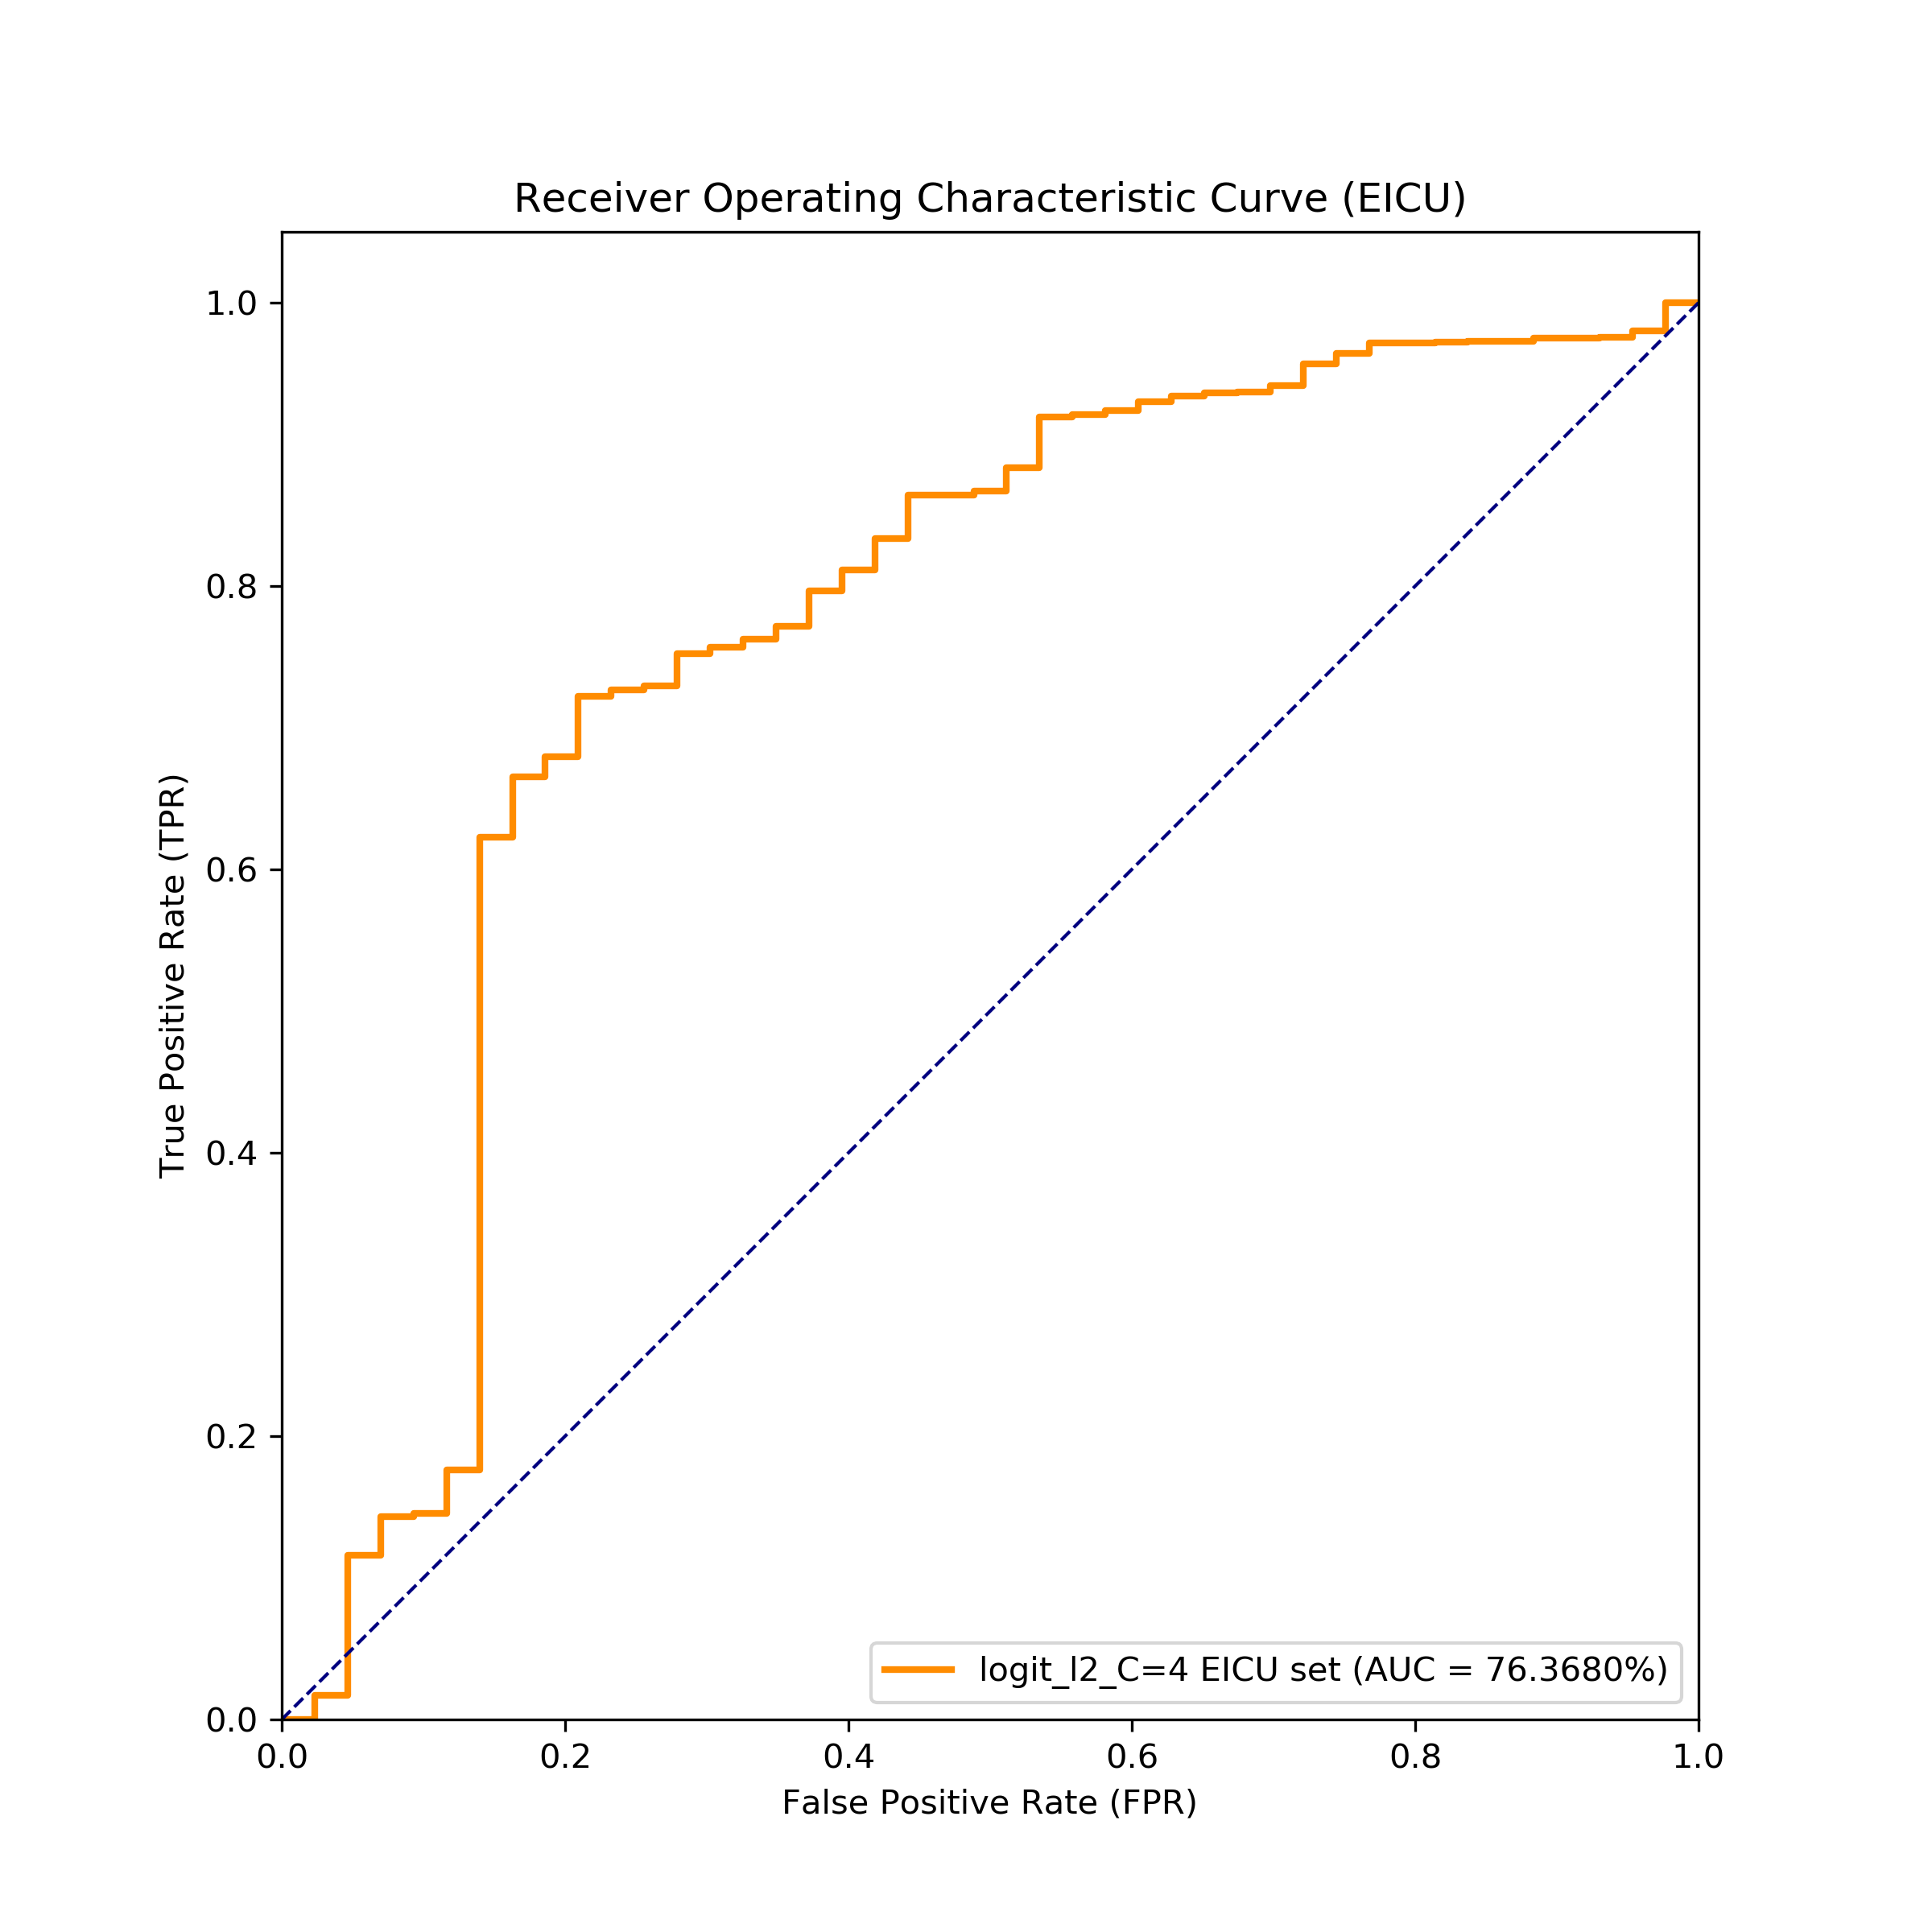 Receiver Operating Characteristic Curve (EICU)
True Positive Rate (TPR)
1.0
0.8
0.6
0.4
0.2
0.0
logit_l2_C=4 EICU set (AUC = 76.3680%)
0.0 0.2 0.4 0.6 0.8 1.0
False Positive Rate (FPR)